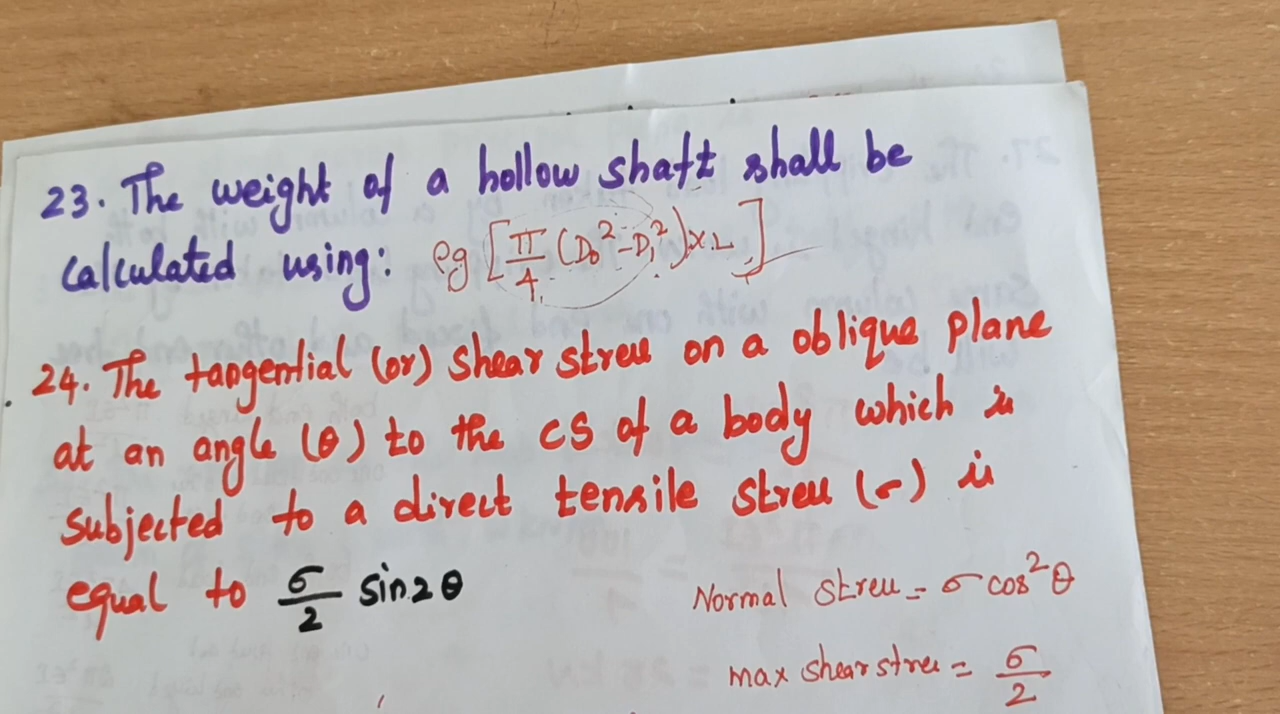 23. The weight of a hollow shaft shall be
calculated using: ρg [π/4 (D₀²-Dᵢ²)×L]
24. The tangential (or) shear stress on a oblique plane
at an angle (θ) to the CS of a body which is
subjected to a direct tensile stress (σ) is
equal to σ/2 sin2θ
Normal stress = σ cos²θ
max shear stress = σ/2